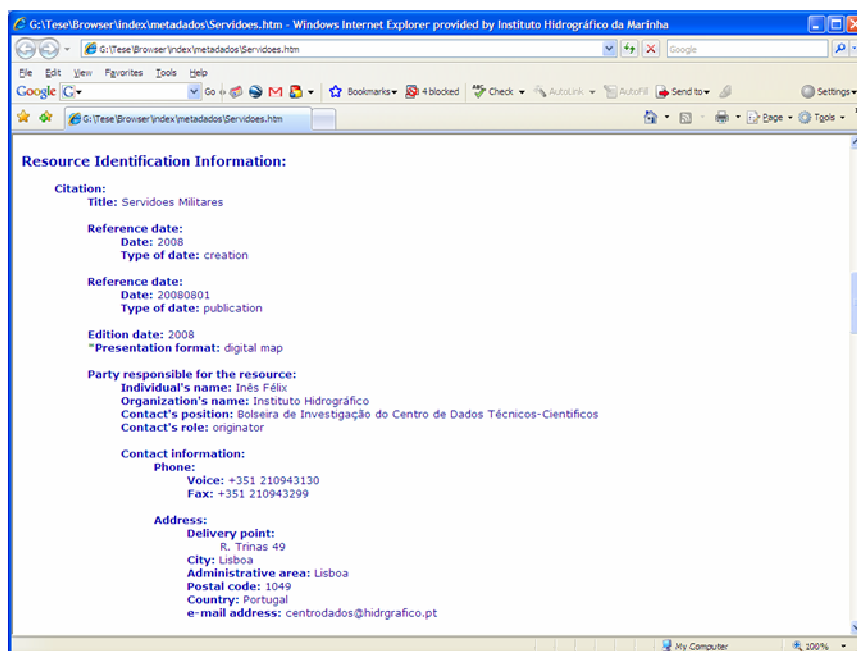 G:\Tese\Browser\index\metadados\Servidoes.htm - Windows Internet Explorer provided by Instituto Hidrográfico da Marinha
G:\Tese\Browser\index\metadados\Servidoes.htm Google
File Edit View Favorites Tools Help
Google G Go Bookmarks 4 blocked Check AutoLink AutoFill Send to Settings
G:\Tese\Browser\index\metadados\Servidoes.htm Page Tools
Resource Identification Information:
Citation:
Title: Servidoes Militares
Reference date:
Date: 2008
Type of date: creation
Reference date:
Date: 20080801
Type of date: publication
Edition date: 2008
*Presentation format: digital map
Party responsible for the resource:
Individual's name: Inês Félix
Organization's name: Instituto Hidrográfico
Contact's position: Bolseira de Investigação do Centro de Dados Técnicos-Cientificos
Contact's role: originator
Contact information:
Phone:
Voice: +351 210943130
Fax: +351 210943299
Address:
Delivery point:
R. Trinas 49
City: Lisboa
Administrative area: Lisboa
Postal code: 1049
Country: Portugal
e-mail address: centrodados@hidrgrafico.pt
My Computer 100%